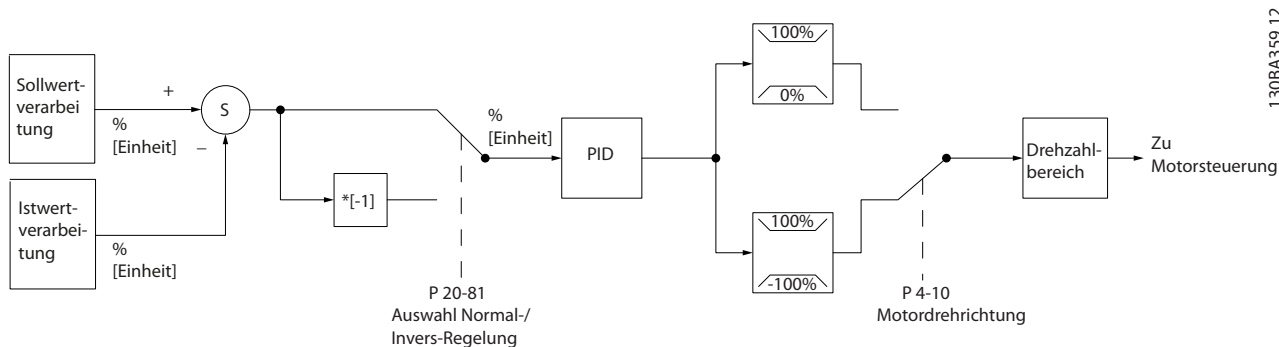 Sollwert-
verarbei
tung
+
%
[Einheit]
S
–
Istwert-
verarbei-
tung
%
[Einheit]
*[-1]
P 20-81
Auswahl Normal-/
Invers-Regelung
%
[Einheit]
PID
100%
0%
100%
-100%
P 4-10
Motordrehrichtung
Drehzahl-
bereich
Zu
Motorsteuerung
130BA359.12